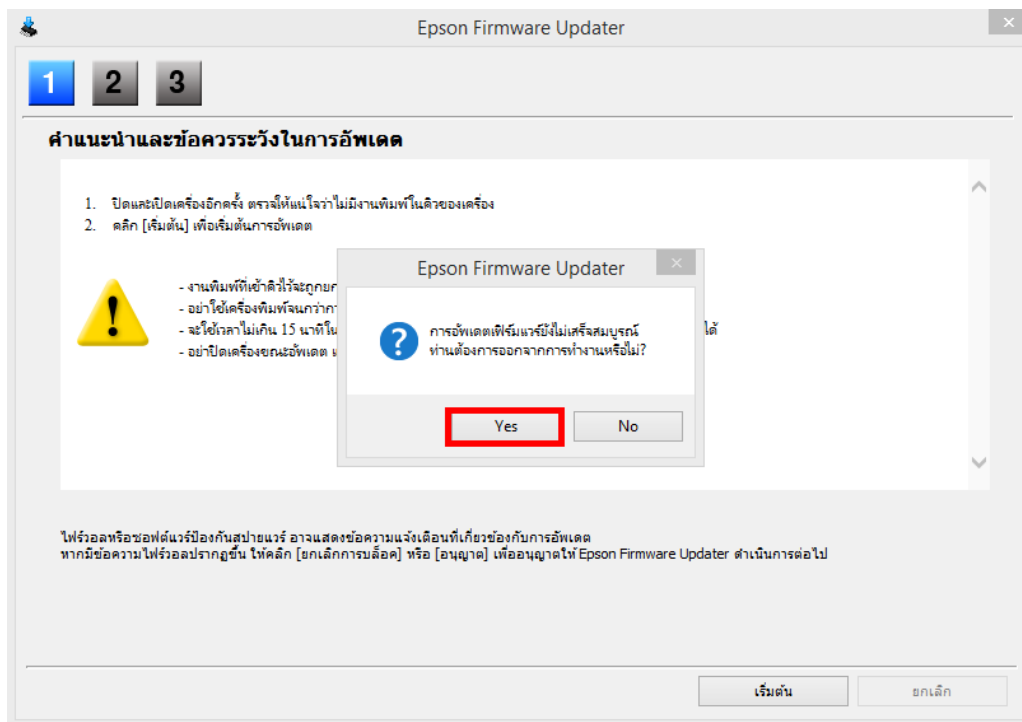 Epson Firmware Updater
1 2 3
คำแนะนำและข้อควรระวังในการอัพเดต
1. ปิดและเปิดเครื่องอีกครั้ง ตรวจให้แน่ใจว่าไม่มีงานพิมพ์ในคิวของเครื่อง
2. คลิก [เริ่มต้น] เพื่อเริ่มต้นการอัพเดต
- งานพิมพ์ที่เข้าคิวไว้จะถูกยก
- อย่าใช้เครื่องพิมพ์จนกว่ากา
- จะใช้เวลาไม่เกิน 15 นาทีใน ได้
- อย่าปิดเครื่องขณะอัพเดต
Epson Firmware Updater
การอัพเดตเฟิร์มแวร์ยังไม่เสร็จสมบูรณ์
ท่านต้องการออกจากการทำงานหรือไม่?
Yes No
ไฟร์วอลหรือซอฟต์แวร์ป้องกันสปายแวร์ อาจแสดงข้อความแจ้งเตือนที่เกี่ยวข้องกับการอัพเดต
หากมีข้อความไฟร์วอลปรากฏขึ้น ให้คลิก [ยกเลิกการบล็อค] หรือ [อนุญาต] เพื่ออนุญาตให้ Epson Firmware Updater ดำเนินการต่อไป
เริ่มต้น ยกเลิก